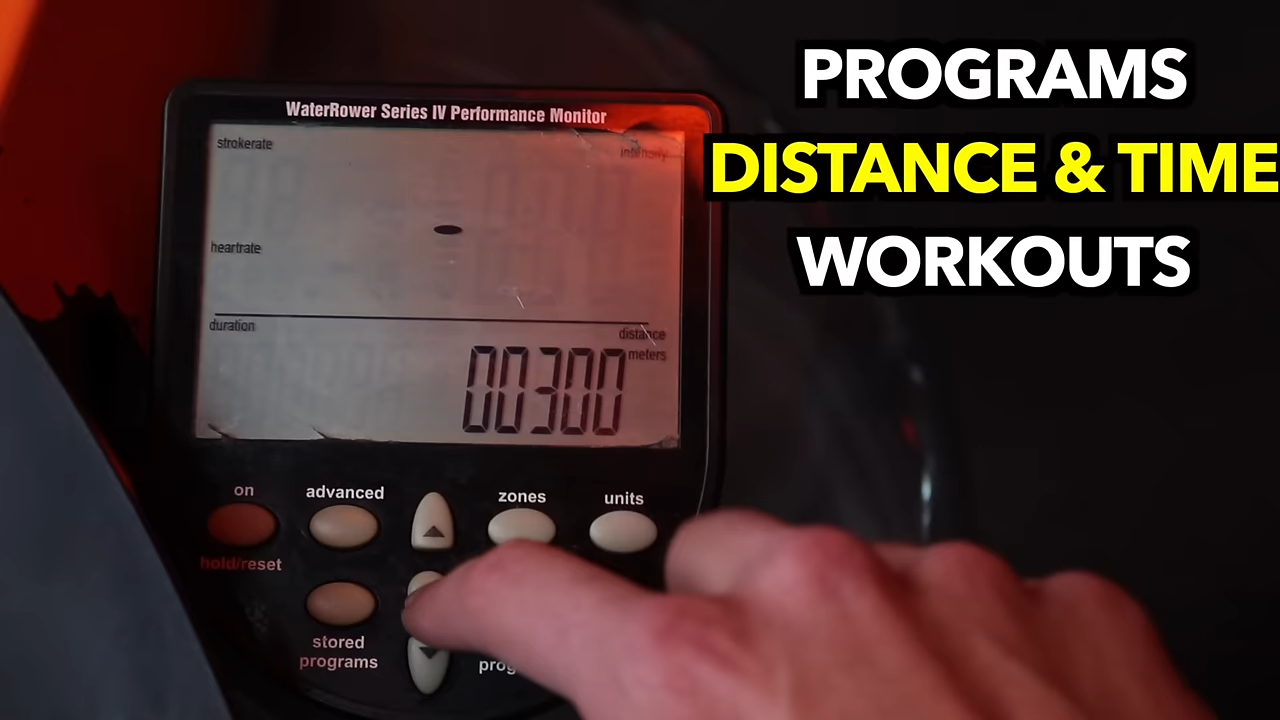 PROGRAMS
DISTANCE & TIME
WORKOUTS
WaterRower Series IV Performance Monitor
strokerate
intensity
heartrate
duration
distance
meters
00300
on
advanced
zones
units
hold/reset
stored
programs